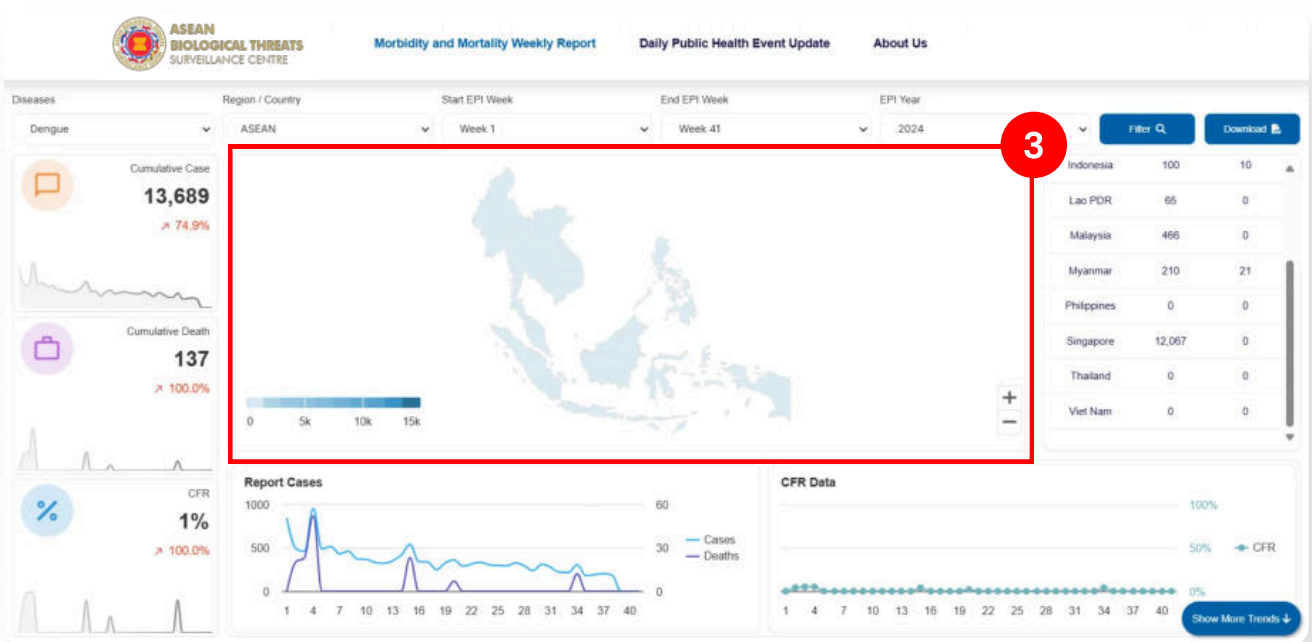 ASEAN
BIOLOGICAL THREATS
SURVEILLANCE CENTRE
Morbidity and Mortality Weekly Report
Daily Public Health Event Update
About Us
Diseases
Region / Country
Start EPI Week
End EPI Week
EPI Year
Dengue
ASEAN
Week 1
Week 41
2024
Filter
Download
3
Cumulative Case
13,689
74.9%
Cumulative Death
137
100.0%
CFR
1%
100.0%
0 5k 10k 15k
+
−
Indonesia 100 10
Lao PDR 65 0
Malaysia 466 0
Myanmar 210 21
Philippines 0 0
Singapore 12,067 0
Thailand 0 0
Viet Nam 0 0
Report Cases
1000 60
500 30
0 0
Cases
Deaths
1 4 7 10 13 16 19 22 25 28 31 34 37 40
CFR Data
100%
50%
0%
CFR
1 4 7 10 13 16 19 22 25 28 31 34 37 40
Show More Trends